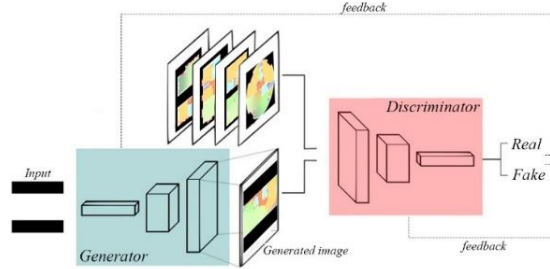 feedback
Discriminator
Real
Fake
Input
Generator
Generated image
feedback